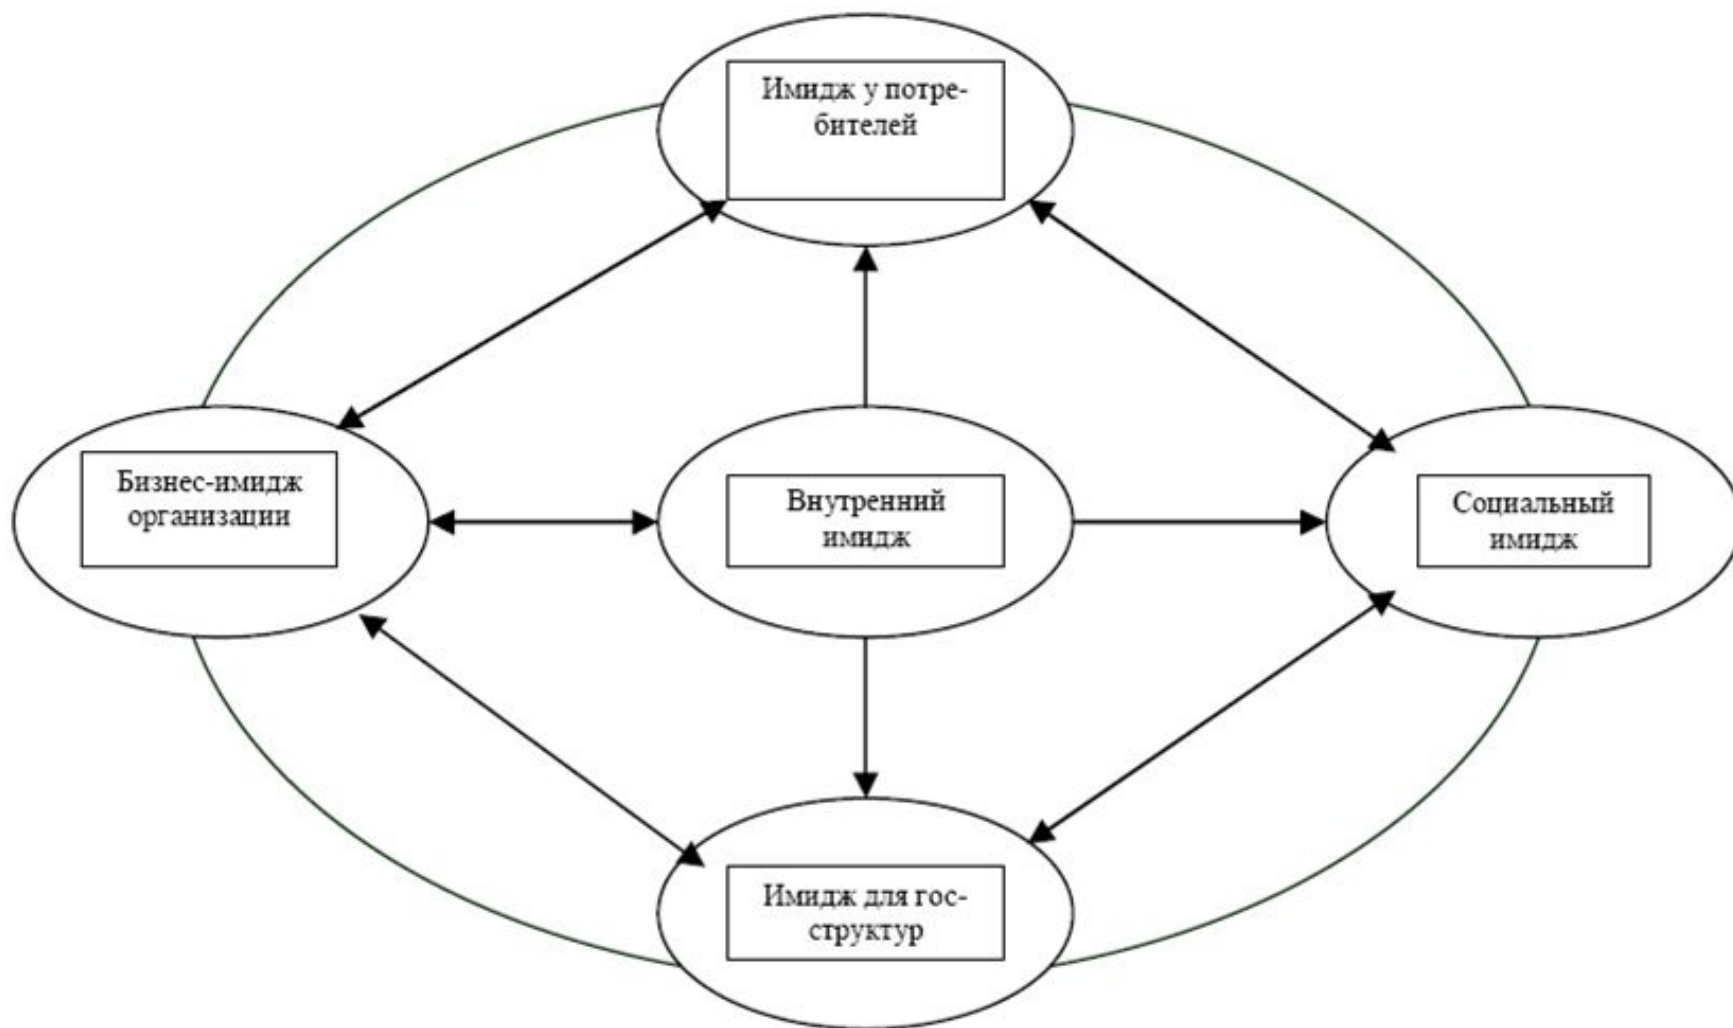 Имидж у потре-
бителей
Бизнес-имидж
организации
Внутренний
имидж
Социальный
имидж
Имидж для гос-
структур